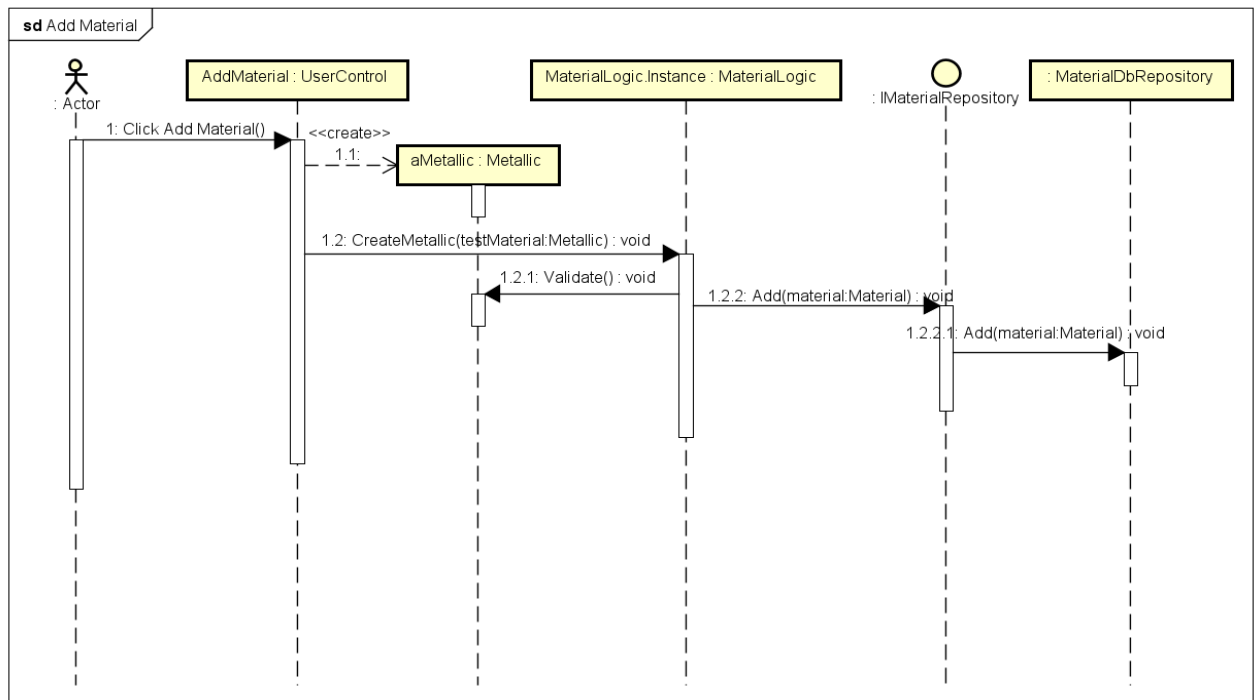 sd Add Material
: Actor
AddMaterial : UserControl
MaterialLogic.Instance : MaterialLogic
: IMaterialRepository
: MaterialDbRepository
1: Click Add Material()
<<create>>
1.1:
aMetallic : Metallic
1.2: CreateMetallic(testMaterial:Metallic) : void
1.2.1: Validate() : void
1.2.2: Add(material:Material) : void
1.2.2.1: Add(material:Material) : void